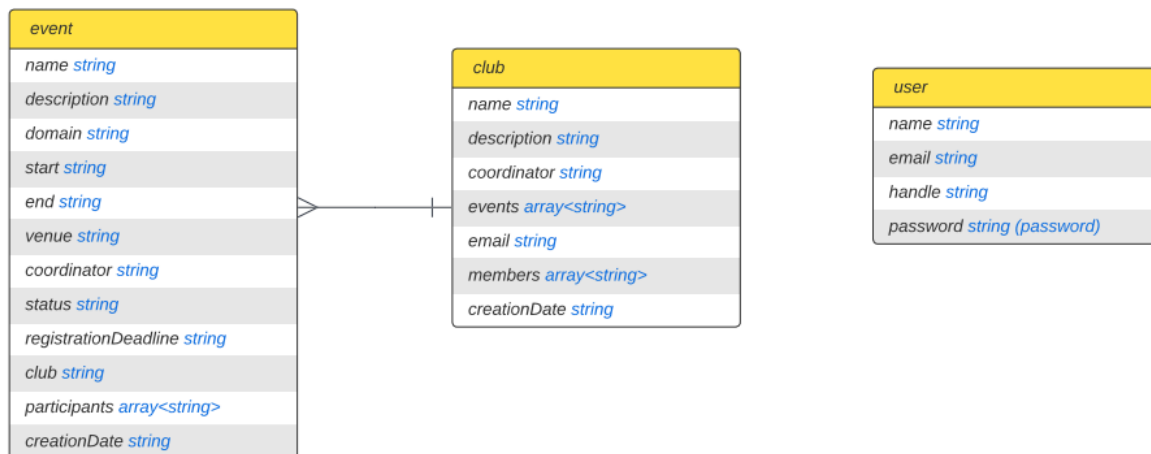 event
name string
description string
domain string
start string
end string
venue string
coordinator string
status string
registrationDeadline string
club string
participants array<string>
creationDate string
club
name string
description string
coordinator string
events array<string>
email string
members array<string>
creationDate string
user
name string
email string
handle string
password string (password)